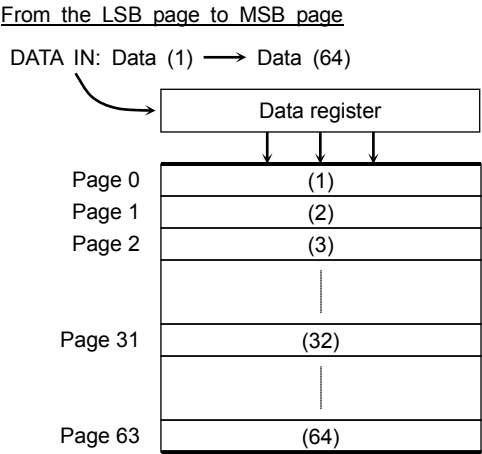 From the LSB page to MSB page
DATA IN: Data (1) → Data (64)
Data register
Page 0 (1)
Page 1 (2)
Page 2 (3)
Page 31 (32)
Page 63 (64)